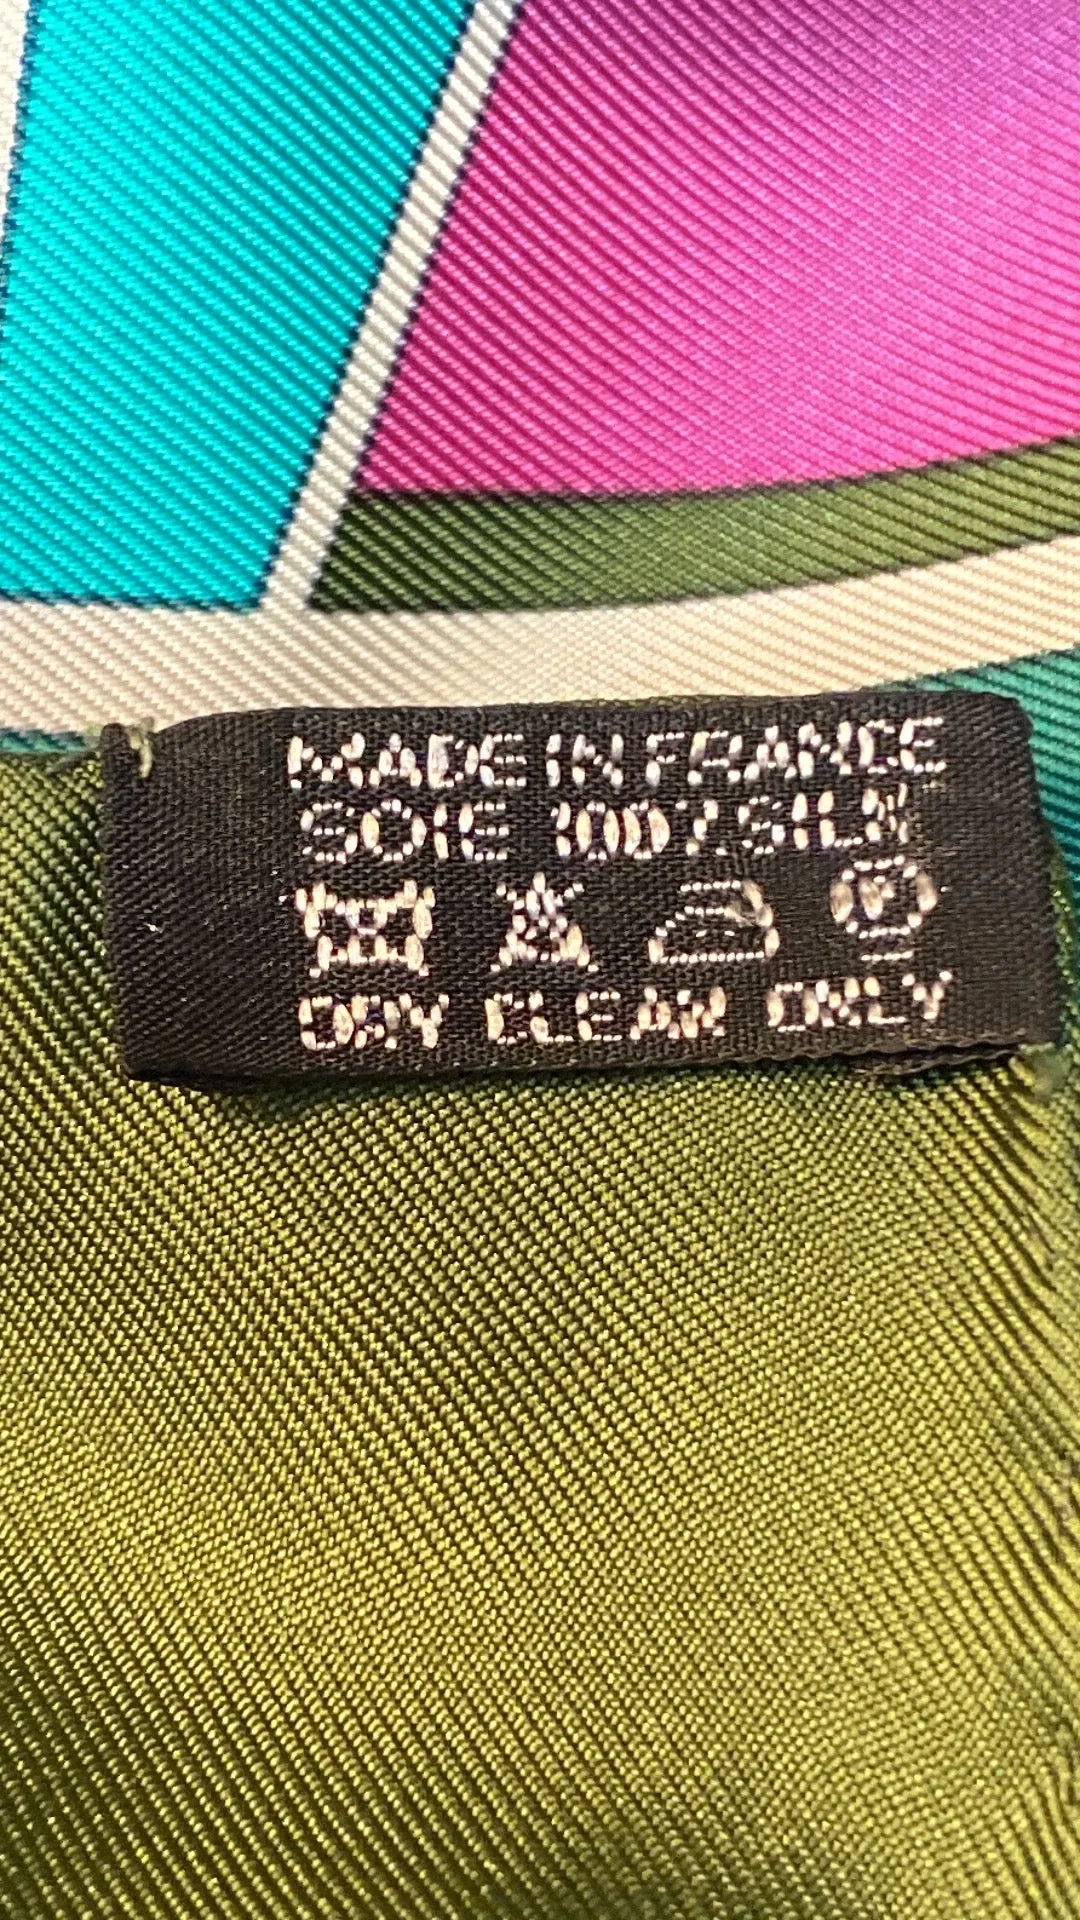 MADE IN FRANCE
SOIE 100% SILK
P
DRY CLEAN ONLY